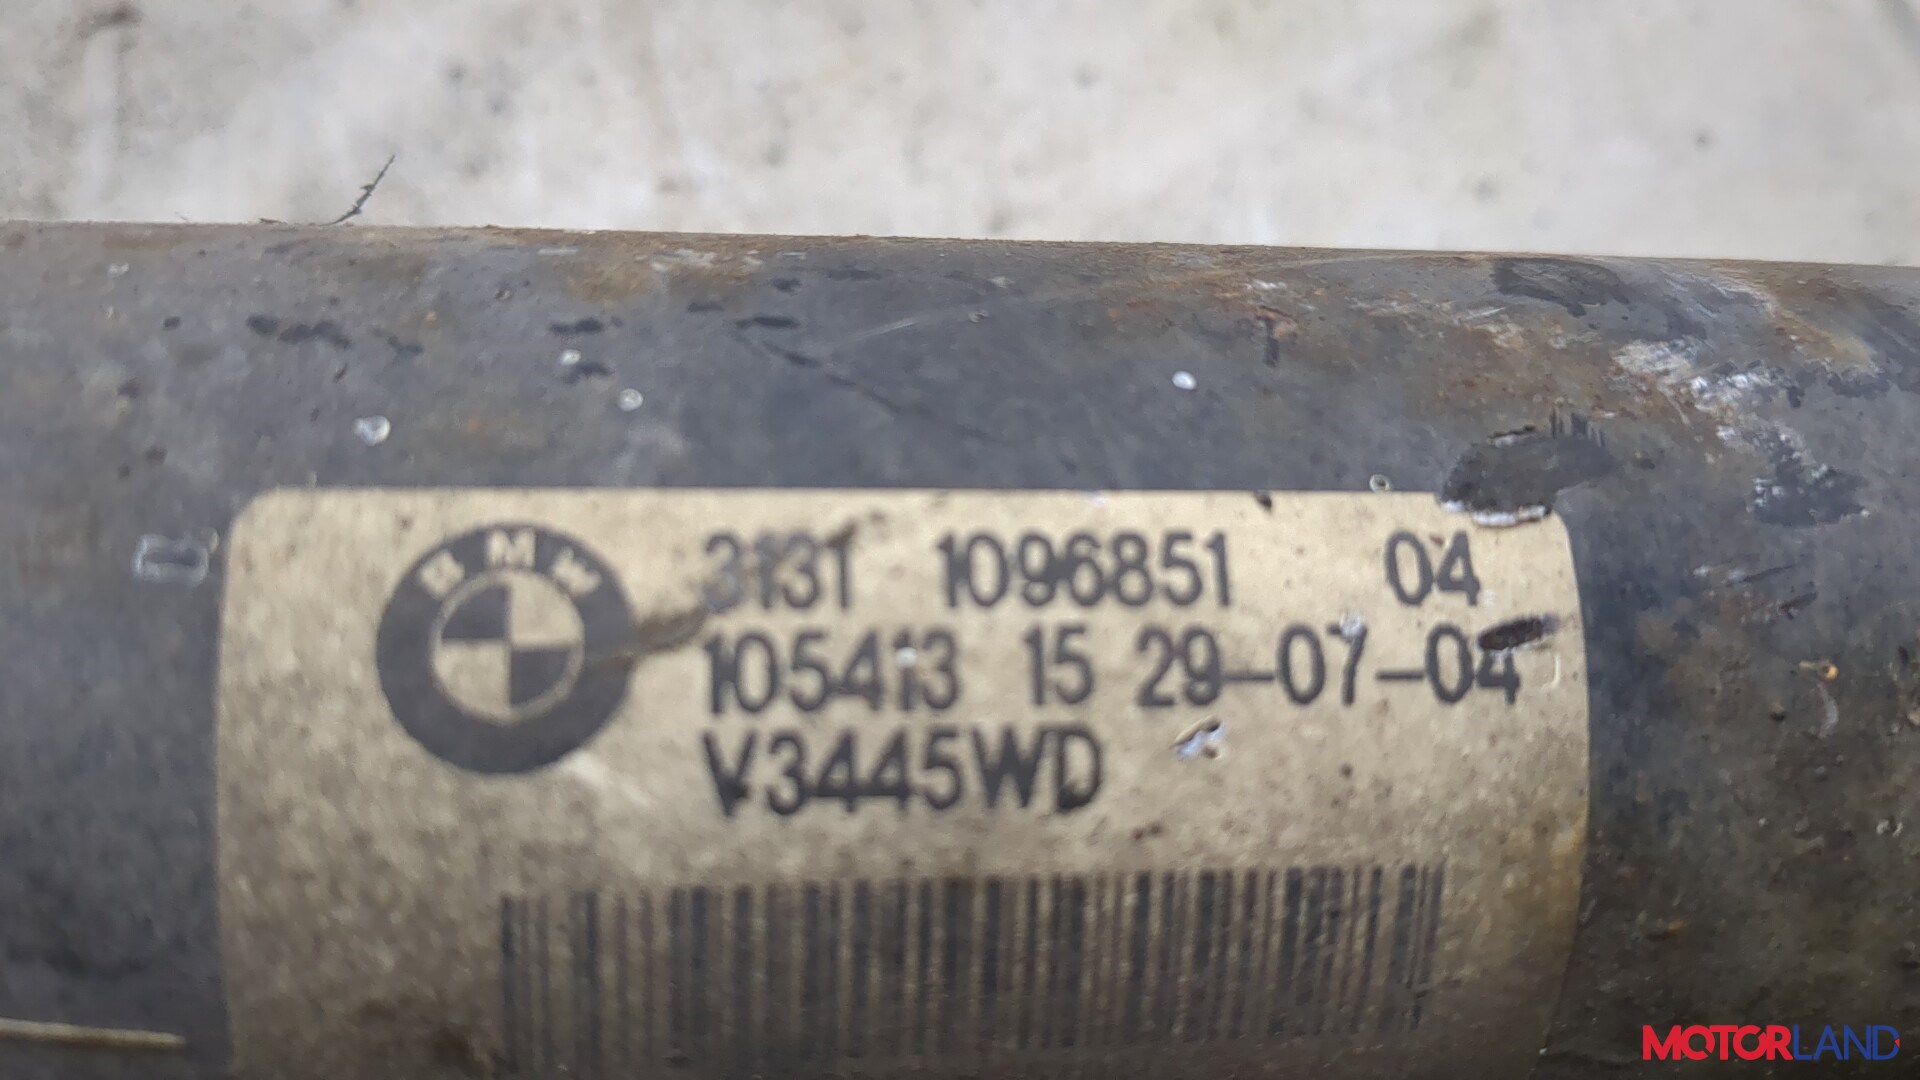 BMW
3131 1096851 04
105413 15 29-07-04
V3445WD
MOTORLAND